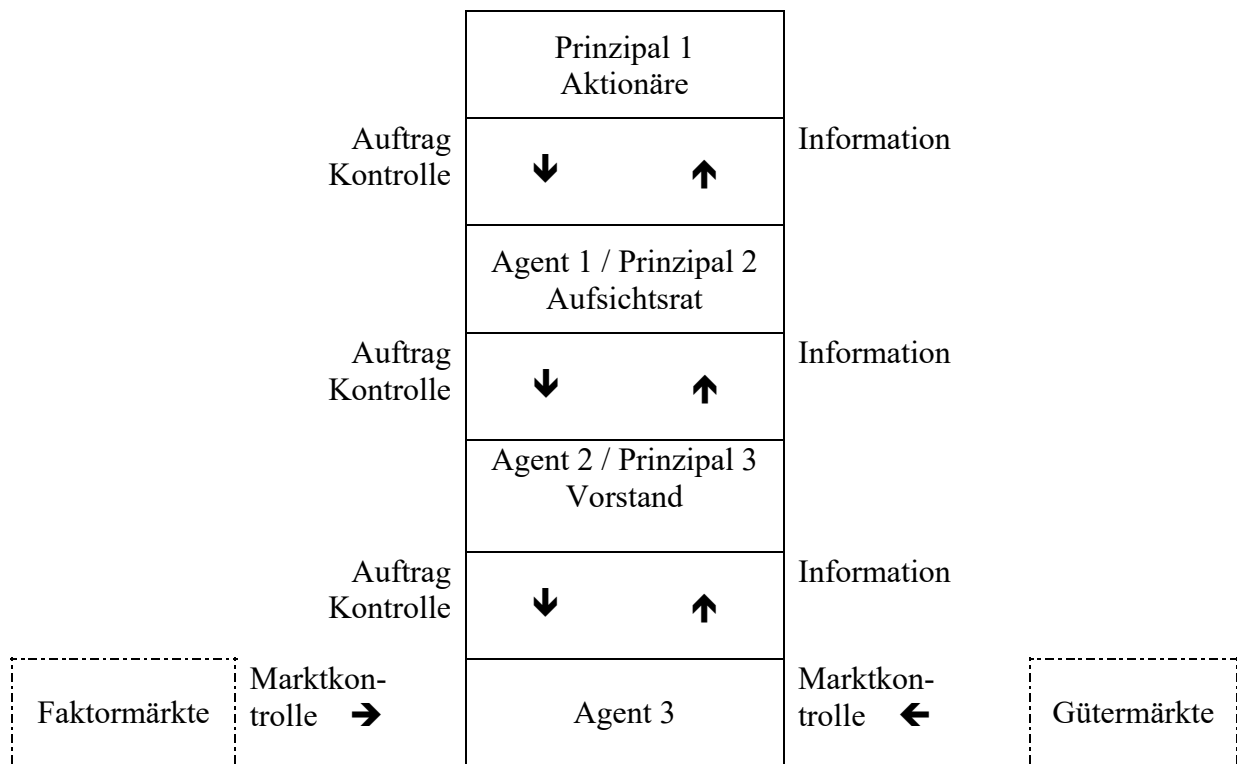 Prinzipal 1
Aktionäre
Auftrag
Kontrolle
Information
Agent 1 / Prinzipal 2
Aufsichtsrat
Auftrag
Kontrolle
Information
Agent 2 / Prinzipal 3
Vorstand
Auftrag
Kontrolle
Information
Faktormärkte
Marktkon-
trolle →
Agent 3
Marktkon-
trolle ←
Gütermärkte